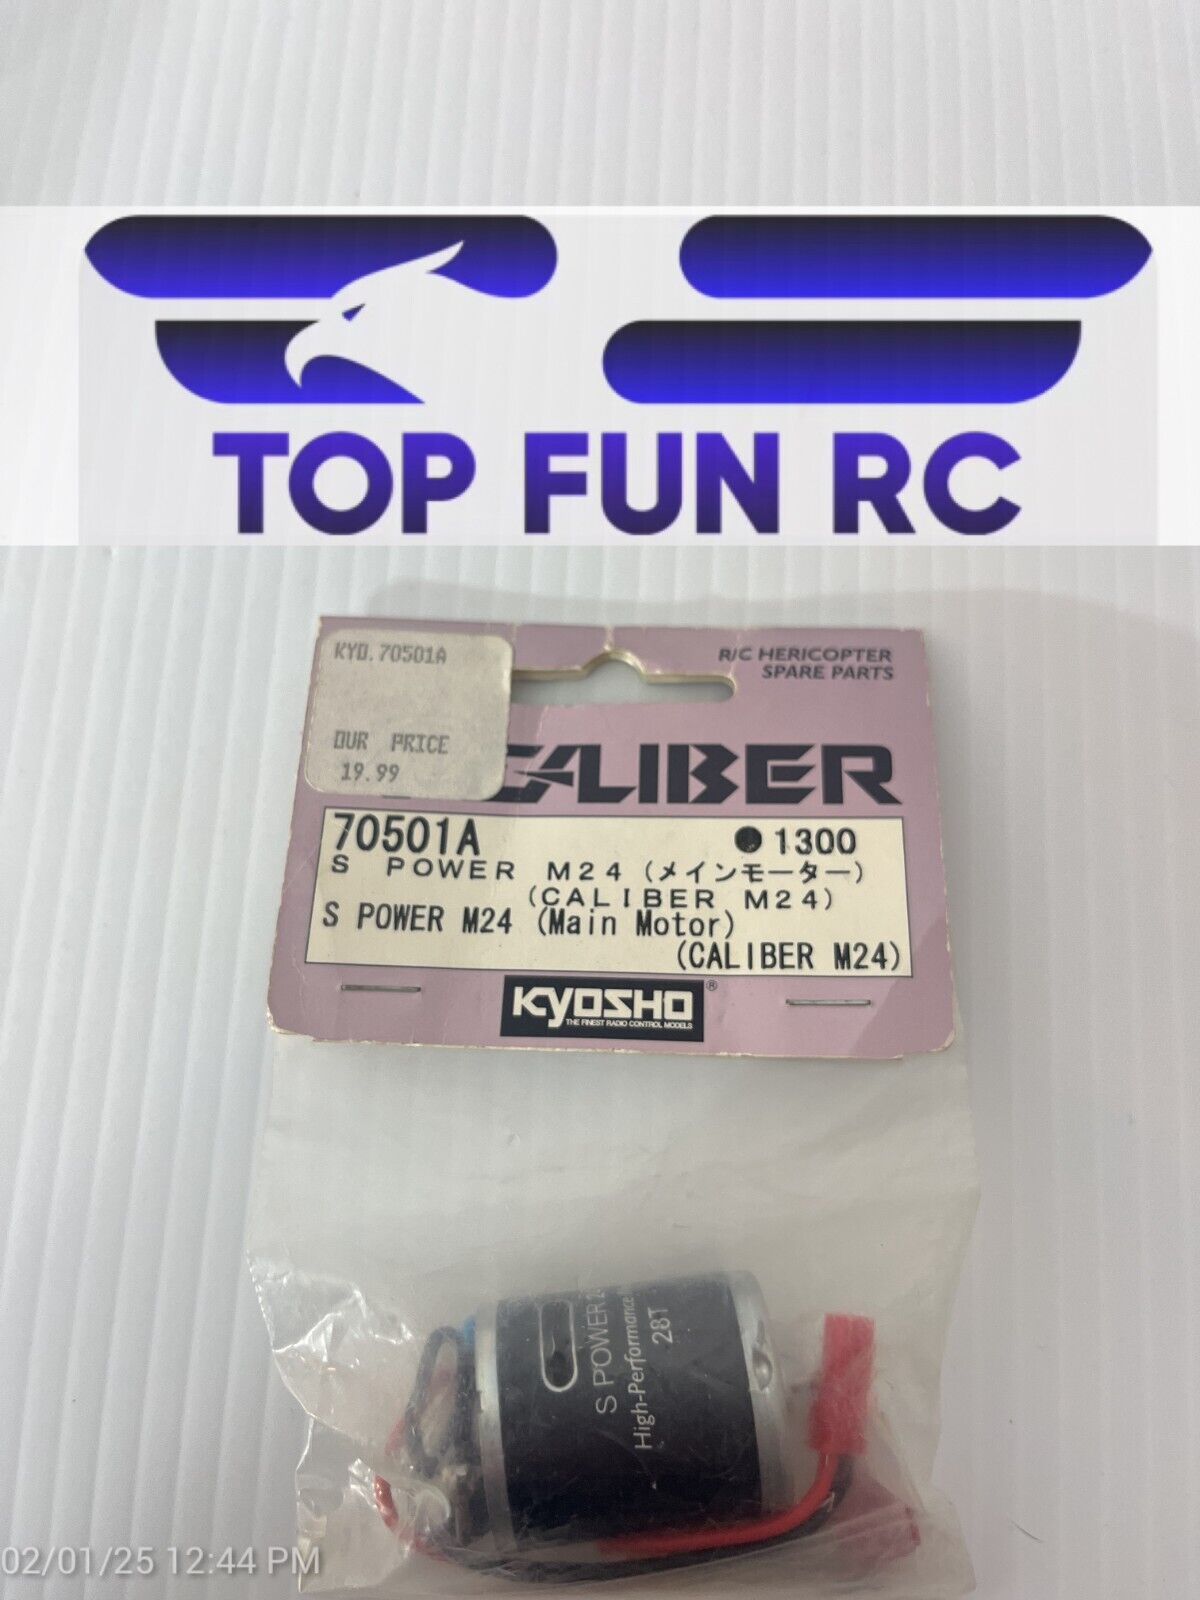 TOP FUN RC
KYO.70501A
OUR PRICE
19.99
R/C HERICOPTER
SPARE PARTS
CALIBER
70501A ●1300
S POWER M24 (メインモーター)
(CALIBER M24)
S POWER M24 (Main Motor)
(CALIBER M24)
KYOSHO®
THE FINEST RADIO CONTROL MODELS
S POWER
High-Performance
28T
02/01/25 12:44 PM